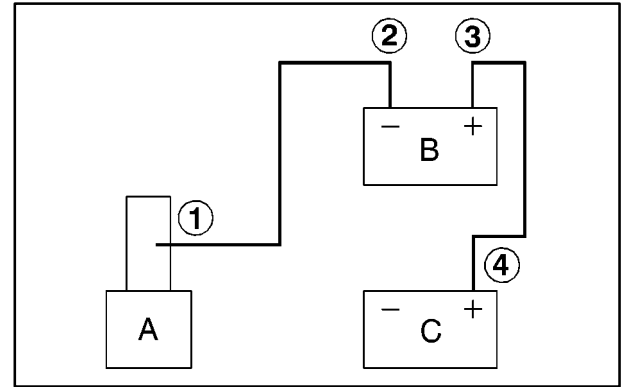 ② ③
− +
B
①
④
− +
A
C